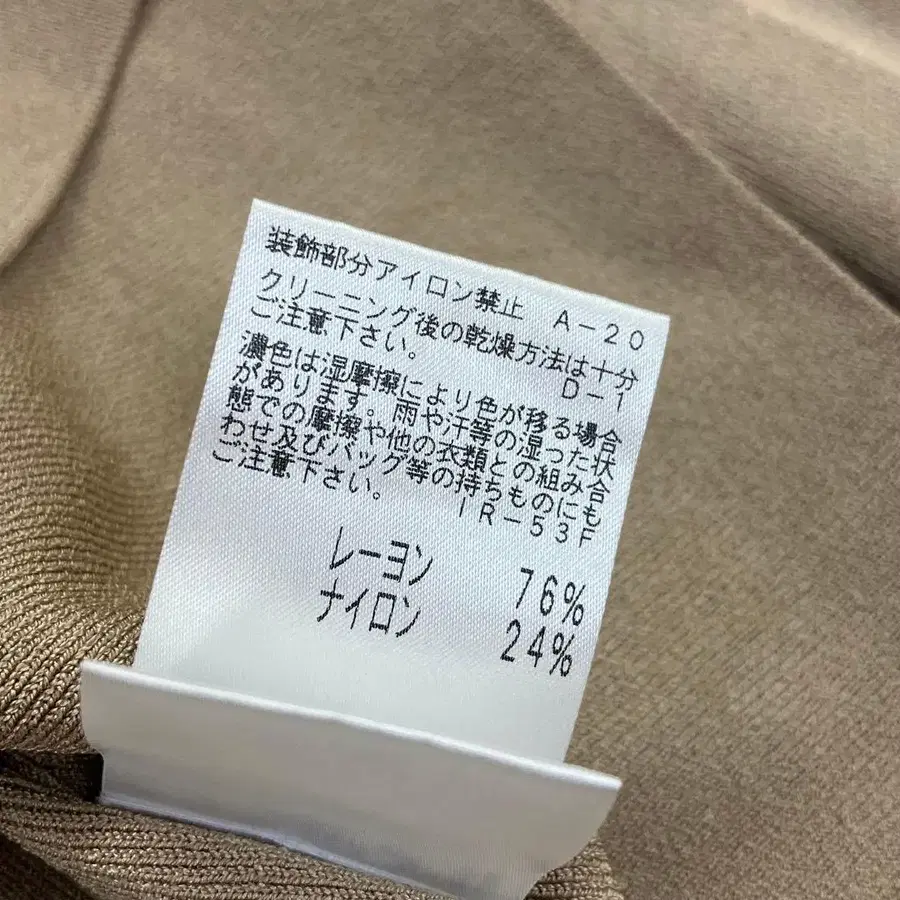 装飾部分アイロン禁止 A-20
クリーニング後の乾燥方法は十分
ご注意下さい。 D-1
濃色は湿摩擦により色が移る場合
があります。雨や汗等の湿った状
態での摩擦や他の衣類との組み合
わせ及びバッグ等の持ちものにも
ご注意下さい。 IR-53F
レーヨン 76%
ナイロン 24%